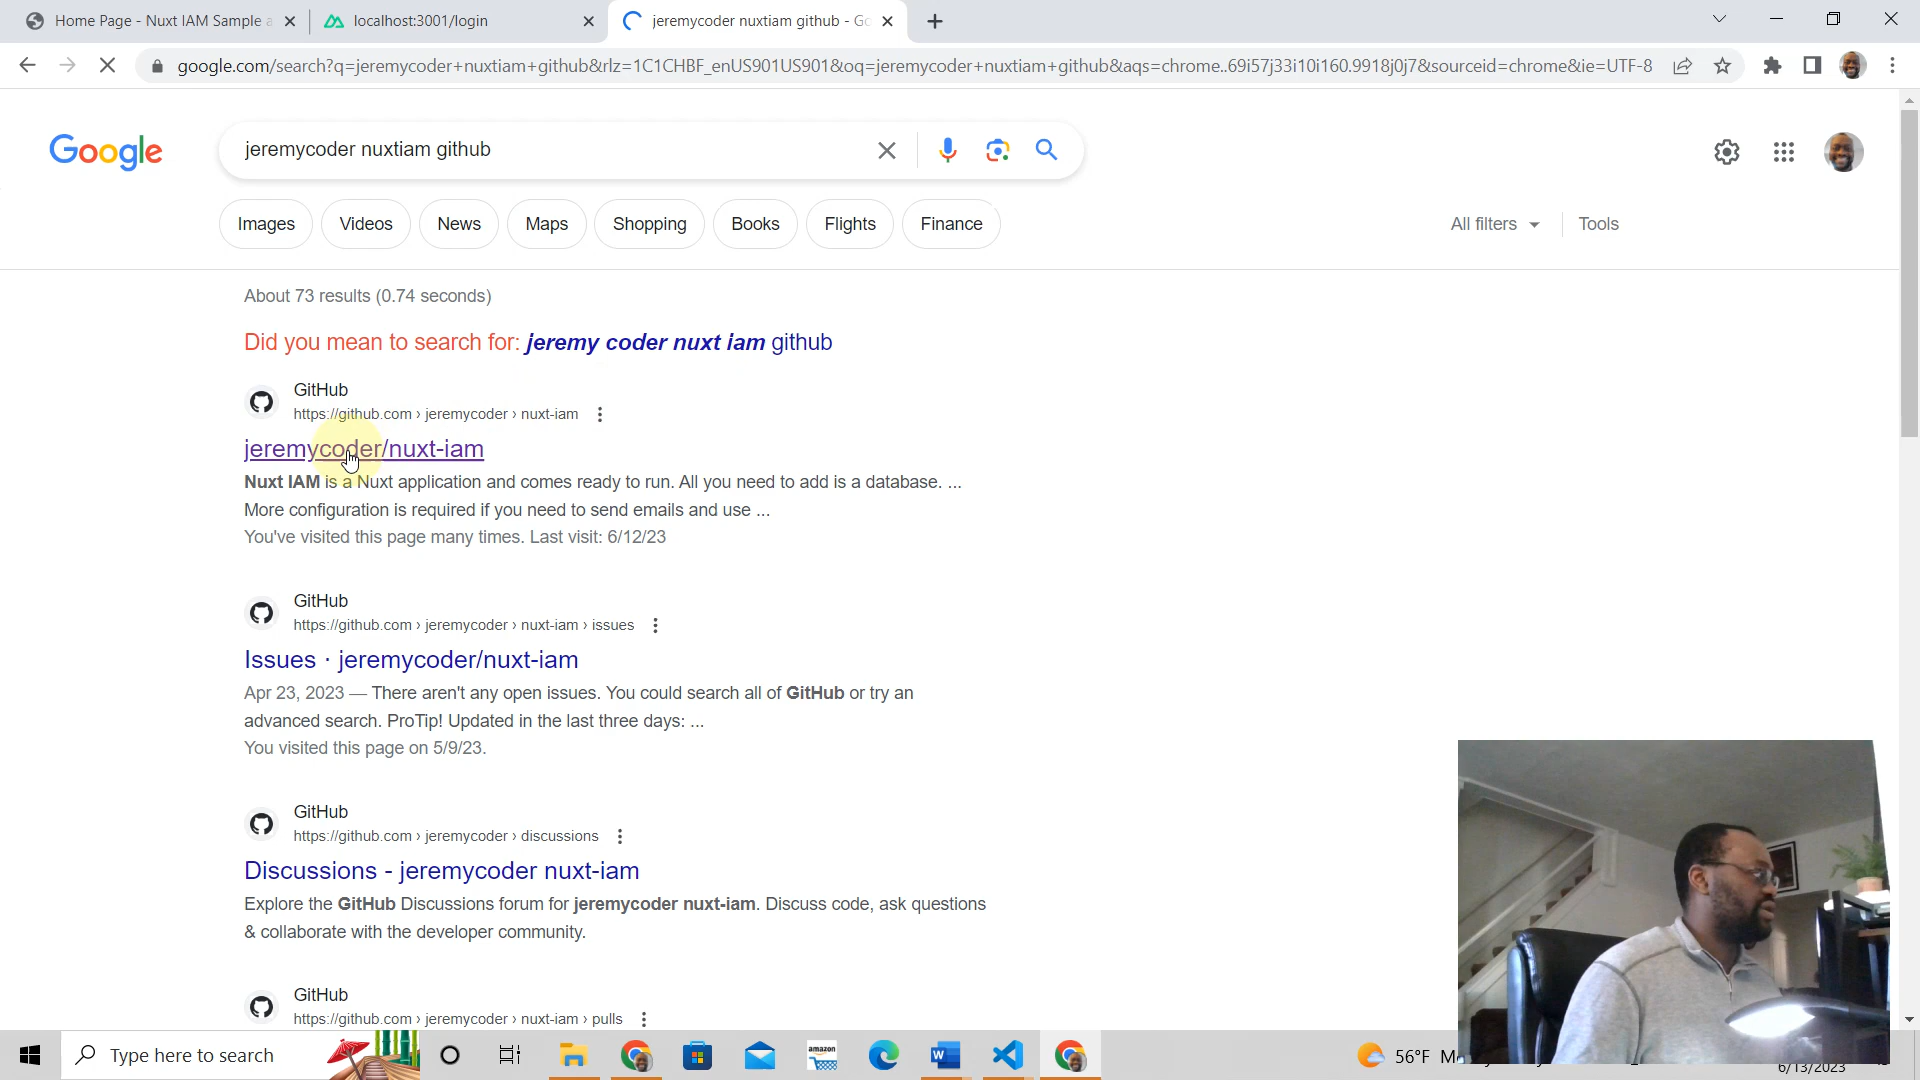 Home Page - Nuxt IAM Sample a
localhost:3001/login
jeremycoder nuxtiam github - Go
google.com/search?q=jeremycoder+nuxtiam+github&rlz=1C1CHBF_enUS901US901&oq=jeremycoder+nuxtiam+github&aqs=chrome..69i57j33i10i160.9918j0j7&sourceid=chrome&ie=UTF-8
Google
jeremycoder nuxtiam github
Images
Videos
News
Maps
Shopping
Books
Flights
Finance
All filters
Tools
About 73 results (0.74 seconds)
Did you mean to search for: jeremy coder nuxt iam github
GitHub
https://github.com › jeremycoder › nuxt-iam
jeremycoder/nuxt-iam
Nuxt IAM is a Nuxt application and comes ready to run. All you need to add is a database. ...
More configuration is required if you need to send emails and use ...
You've visited this page many times. Last visit: 6/12/23
GitHub
https://github.com › jeremycoder › nuxt-iam › issues
Issues · jeremycoder/nuxt-iam
Apr 23, 2023 — There aren't any open issues. You could search all of GitHub or try an
advanced search. ProTip! Updated in the last three days: ...
You visited this page on 5/9/23.
GitHub
https://github.com › jeremycoder › discussions
Discussions - jeremycoder nuxt-iam
Explore the GitHub Discussions forum for jeremycoder nuxt-iam. Discuss code, ask questions
& collaborate with the developer community.
GitHub
https://github.com › jeremycoder › nuxt-iam › pulls
Type here to search
amazon
56°F
6/13/2023